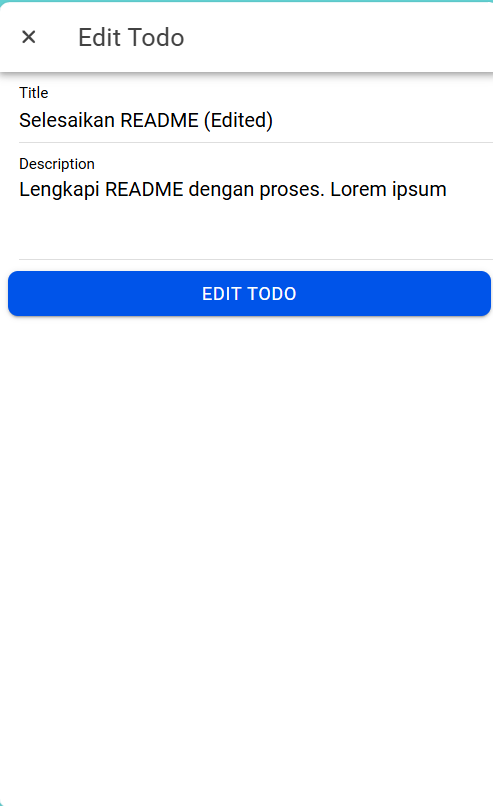 Edit Todo
Title
Selesaikan README (Edited)
Description
Lengkapi README dengan proses. Lorem ipsum
EDIT TODO